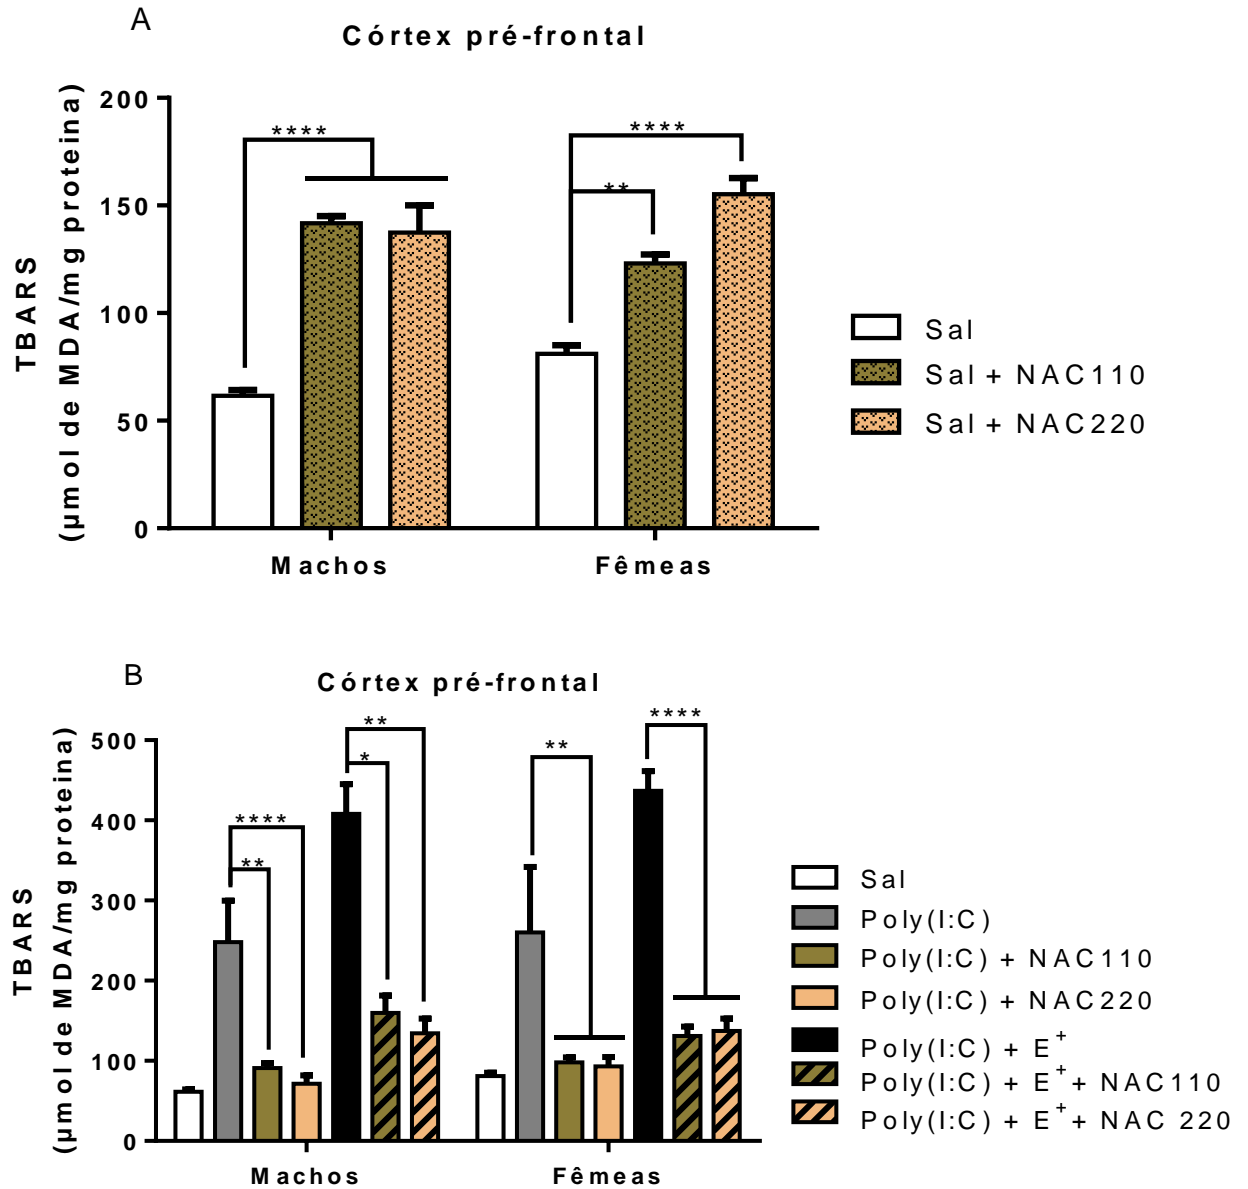 A
Córtex pré-frontal
TBARS
(µmol de MDA/mg proteina)
200
150
100
50
0
****
****
**
Machos
Fêmeas
Sal
Sal + NAC110
Sal + NAC220
B
Córtex pré-frontal
TBARS
(µmol de MDA/mg proteina)
500
400
300
200
100
0
**
****
*
**
****
**
Machos
Fêmeas
Sal
Poly(I:C)
Poly(I:C) + NAC110
Poly(I:C) + NAC220
Poly(I:C) + E⁺
Poly(I:C) + E⁺ + NAC110
Poly(I:C) + E⁺ + NAC 220